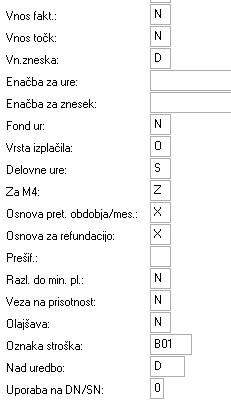 Vnos fakt.: N
Vnos točk: N
Vn.zneska: D
Enačba za ure:
Enačba za znesek:
Fond ur: N
Vrsta izplačila: O
Delovne ure: S
Za M4: Z
Osnova pret. obdobja/mes.: X
Osnova za refundacijo: X
Prešif.:
Razl. do min. pl.: N
Veza na prisotnost: N
Olajšava: N
Oznaka stroška: B01
Nad uredbo: D
Uporaba na DN/SN: 0